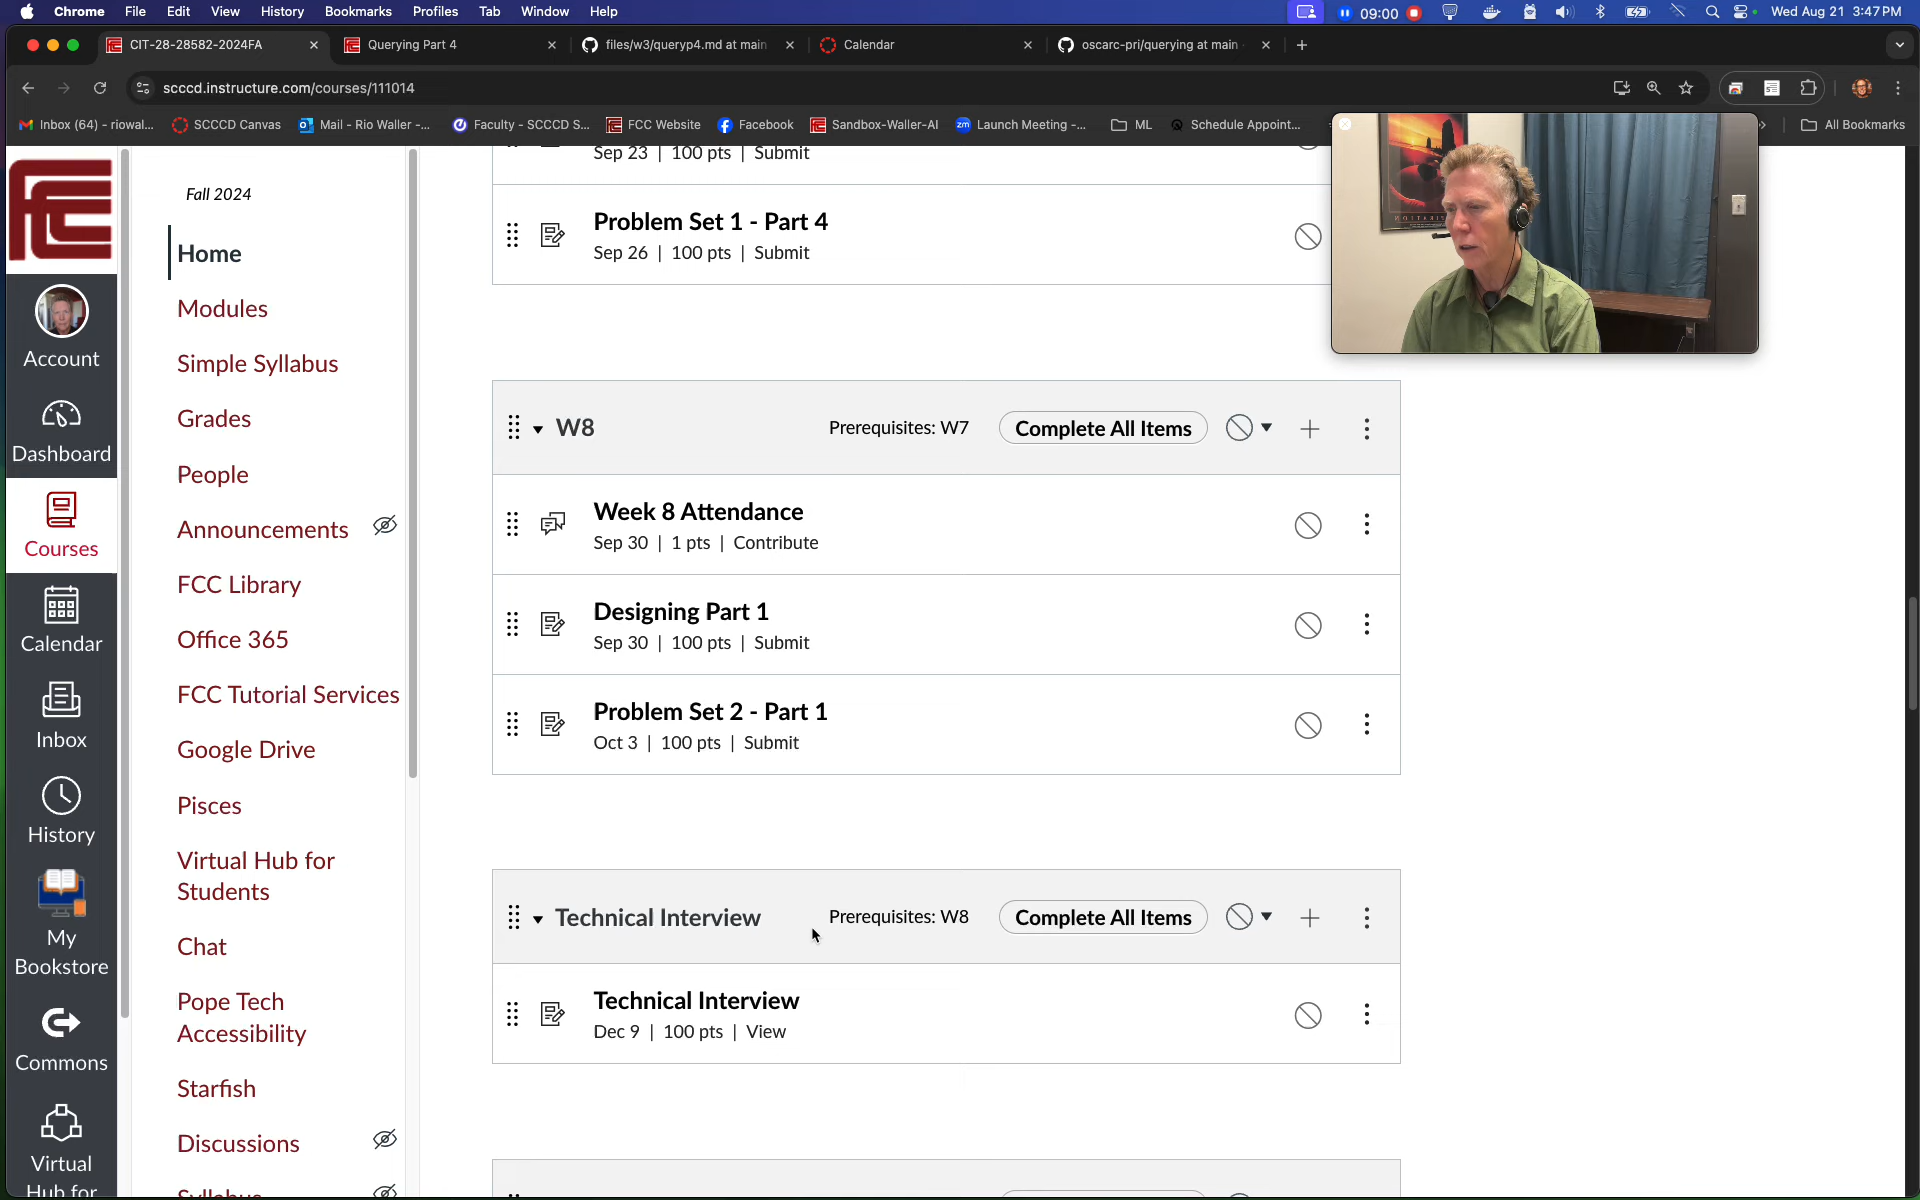 Chrome File Edit View History Bookmarks Profiles Tab Window Help 09:00 Wed Aug 21 3:47 PM
CIT-28-28582-2024FA Querying Part 4 files/w3/queryp4.md at main Calendar oscarc-pri/querying at main
scccd.instructure.com/courses/111014
Inbox (64) - riowal... SCCCD Canvas Mail - Rio Waller -... Faculty - SCCCD S... FCC Website Facebook Sandbox-Waller-AI Launch Meeting -... ML Schedule Appoint... All Bookmarks
Account
Dashboard
Courses
Calendar
Inbox
History
My
Bookstore
Commons
Virtual
Hub for
Fall 2024
Home
Modules
Simple Syllabus
Grades
People
Announcements
FCC Library
Office 365
FCC Tutorial Services
Google Drive
Pisces
Virtual Hub for
Students
Chat
Pope Tech
Accessibility
Starfish
Discussions
Syllabus
Sep 23 | 100 pts | Submit
Problem Set 1 - Part 4
Sep 26 | 100 pts | Submit
W8 Prerequisites: W7 Complete All Items
Week 8 Attendance
Sep 30 | 1 pts | Contribute
Designing Part 1
Sep 30 | 100 pts | Submit
Problem Set 2 - Part 1
Oct 3 | 100 pts | Submit
Technical Interview Prerequisites: W8 Complete All Items
Technical Interview
Dec 9 | 100 pts | View